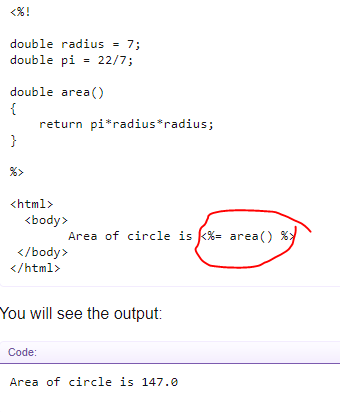 <%!
double radius = 7;
double pi = 22/7;
double area()
{
return pi*radius*radius;
}
%>
<html>
<body>
Area of circle is <%= area() %>
</body>
</html>
You will see the output:
Code:
Area of circle is 147.0